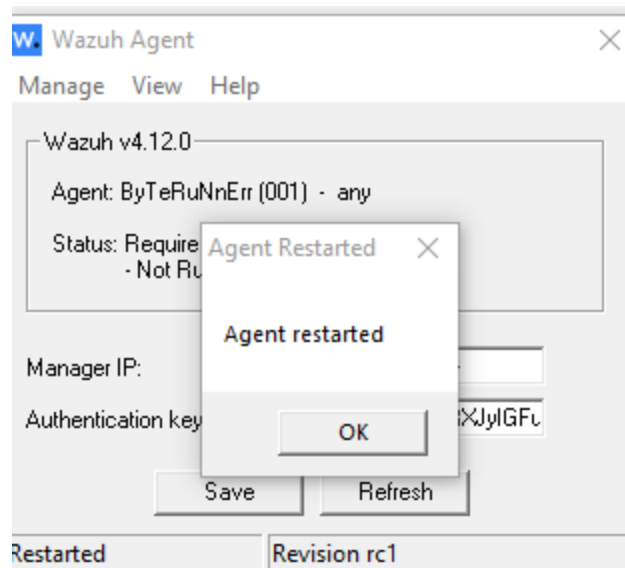 W. Wazuh Agent
Manage View Help
Wazuh v4.12.0
Agent: ByTeRuNnErr (001) - any
Status: Require
- Not Ru
Agent Restarted
Agent restarted
OK
Manager IP:
Authentication key
Save Refresh
Restarted Revision rc1